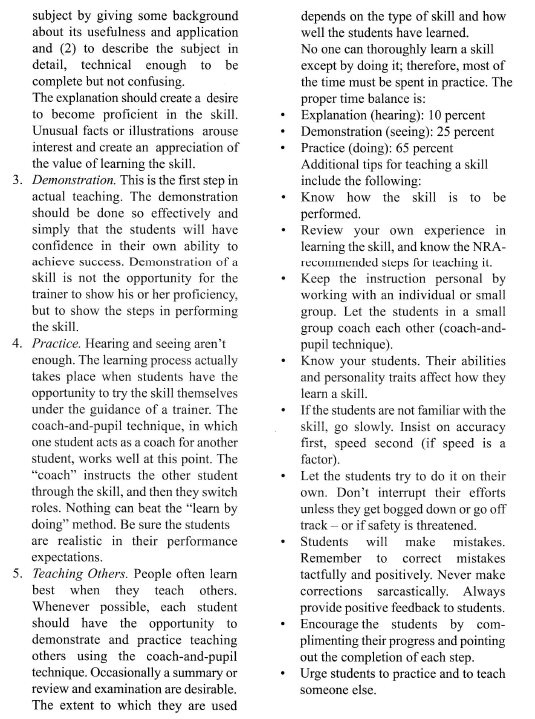 subject by giving some background
about its usefulness and application
and (2) to describe the subject in
detail, technical enough to be
complete but not confusing.
The explanation should create a desire
to become proficient in the skill.
Unusual facts or illustrations arouse
interest and create an appreciation of
the value of learning the skill.
3. Demonstration. This is the first step in
actual teaching. The demonstration
should be done so effectively and
simply that the students will have
confidence in their own ability to
achieve success. Demonstration of a
skill is not the opportunity for the
trainer to show his or her proficiency,
but to show the steps in performing
the skill.
4. Practice. Hearing and seeing aren't
enough. The learning process actually
takes place when students have the
opportunity to try the skill themselves
under the guidance of a trainer. The
coach-and-pupil technique, in which
one student acts as a coach for another
student, works well at this point. The
“coach” instructs the other student
through the skill, and then they switch
roles. Nothing can beat the “learn by
doing” method. Be sure the students
are realistic in their performance
expectations.
5. Teaching Others. People often learn
best when they teach others.
Whenever possible, each student
should have the opportunity to
demonstrate and practice teaching
others using the coach-and-pupil
technique. Occasionally a summary or
review and examination are desirable.
The extent to which they are used
depends on the type of skill and how
well the students have learned.
No one can thoroughly learn a skill
except by doing it; therefore, most of
the time must be spent in practice. The
proper time balance is:
• Explanation (hearing): 10 percent
• Demonstration (seeing): 25 percent
• Practice (doing): 65 percent
Additional tips for teaching a skill
include the following:
• Know how the skill is to be
performed.
• Review your own experience in
learning the skill, and know the NRA-
recommended steps for teaching it.
• Keep the instruction personal by
working with an individual or small
group. Let the students in a small
group coach each other (coach-and-
pupil technique).
• Know your students. Their abilities
and personality traits affect how they
learn a skill.
• If the students are not familiar with the
skill, go slowly. Insist on accuracy
first, speed second (if speed is a
factor).
• Let the students try to do it on their
own. Don't interrupt their efforts
unless they get bogged down or go off
track – or if safety is threatened.
• Students will make mistakes.
Remember to correct mistakes
tactfully and positively. Never make
corrections sarcastically. Always
provide positive feedback to students.
• Encourage the students by com-
plimenting their progress and pointing
out the completion of each step.
• Urge students to practice and to teach
someone else.